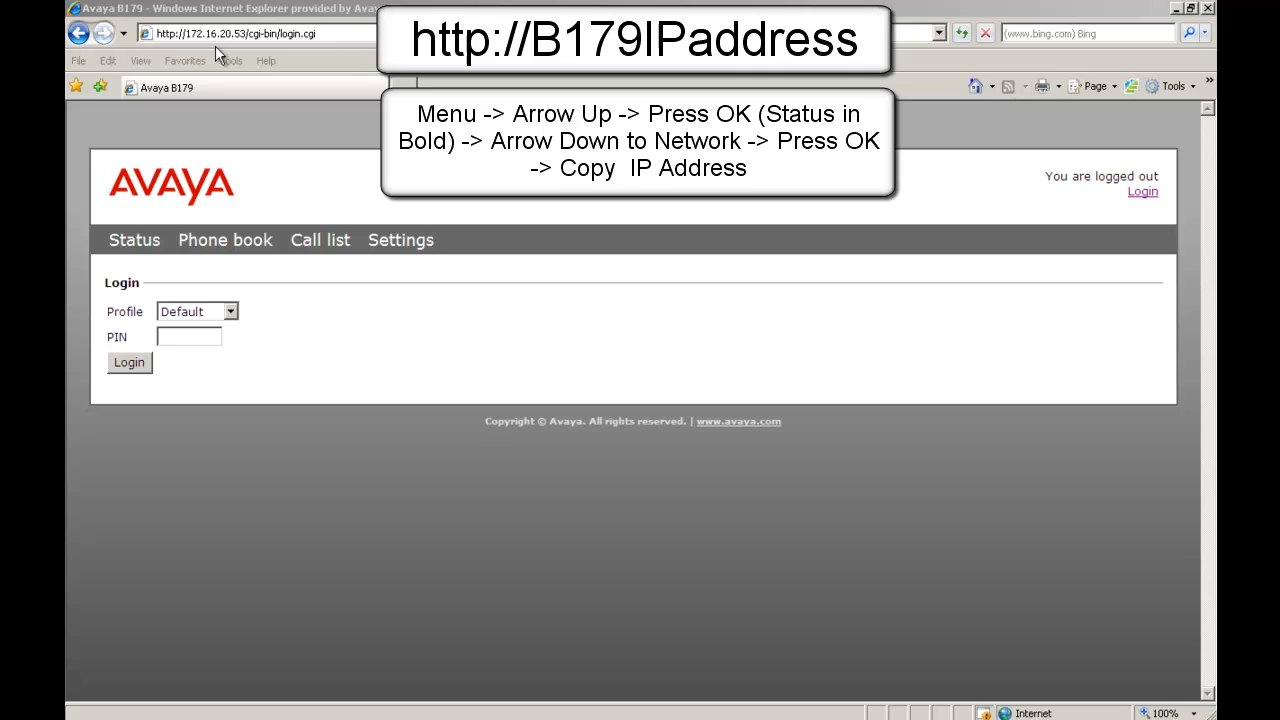 Avaya B179 - Windows Internet Explorer provided by Avay
http://172.16.20.53/cgi-bin/login.cgi
(www.bing.com) Bing
http://B179IPaddress
File Edit View Favorites Tools Help
Avaya B179
Page Tools
Menu -> Arrow Up -> Press OK (Status in
Bold) -> Arrow Down to Network -> Press OK
-> Copy IP Address
AVAYA
You are logged out
Login
Status Phone book Call list Settings
Login
Profile Default
PIN
Login
Copyright © Avaya. All rights reserved. | www.avaya.com
Internet 100%